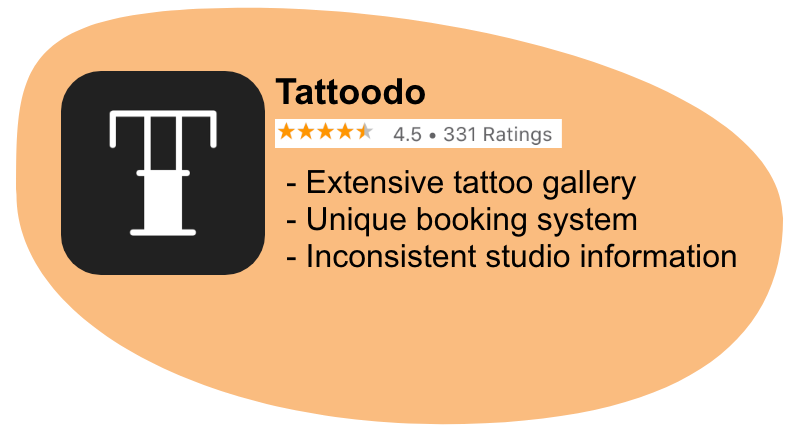 Tattoodo
4.5 • 331 Ratings
- Extensive tattoo gallery
- Unique booking system
- Inconsistent studio information